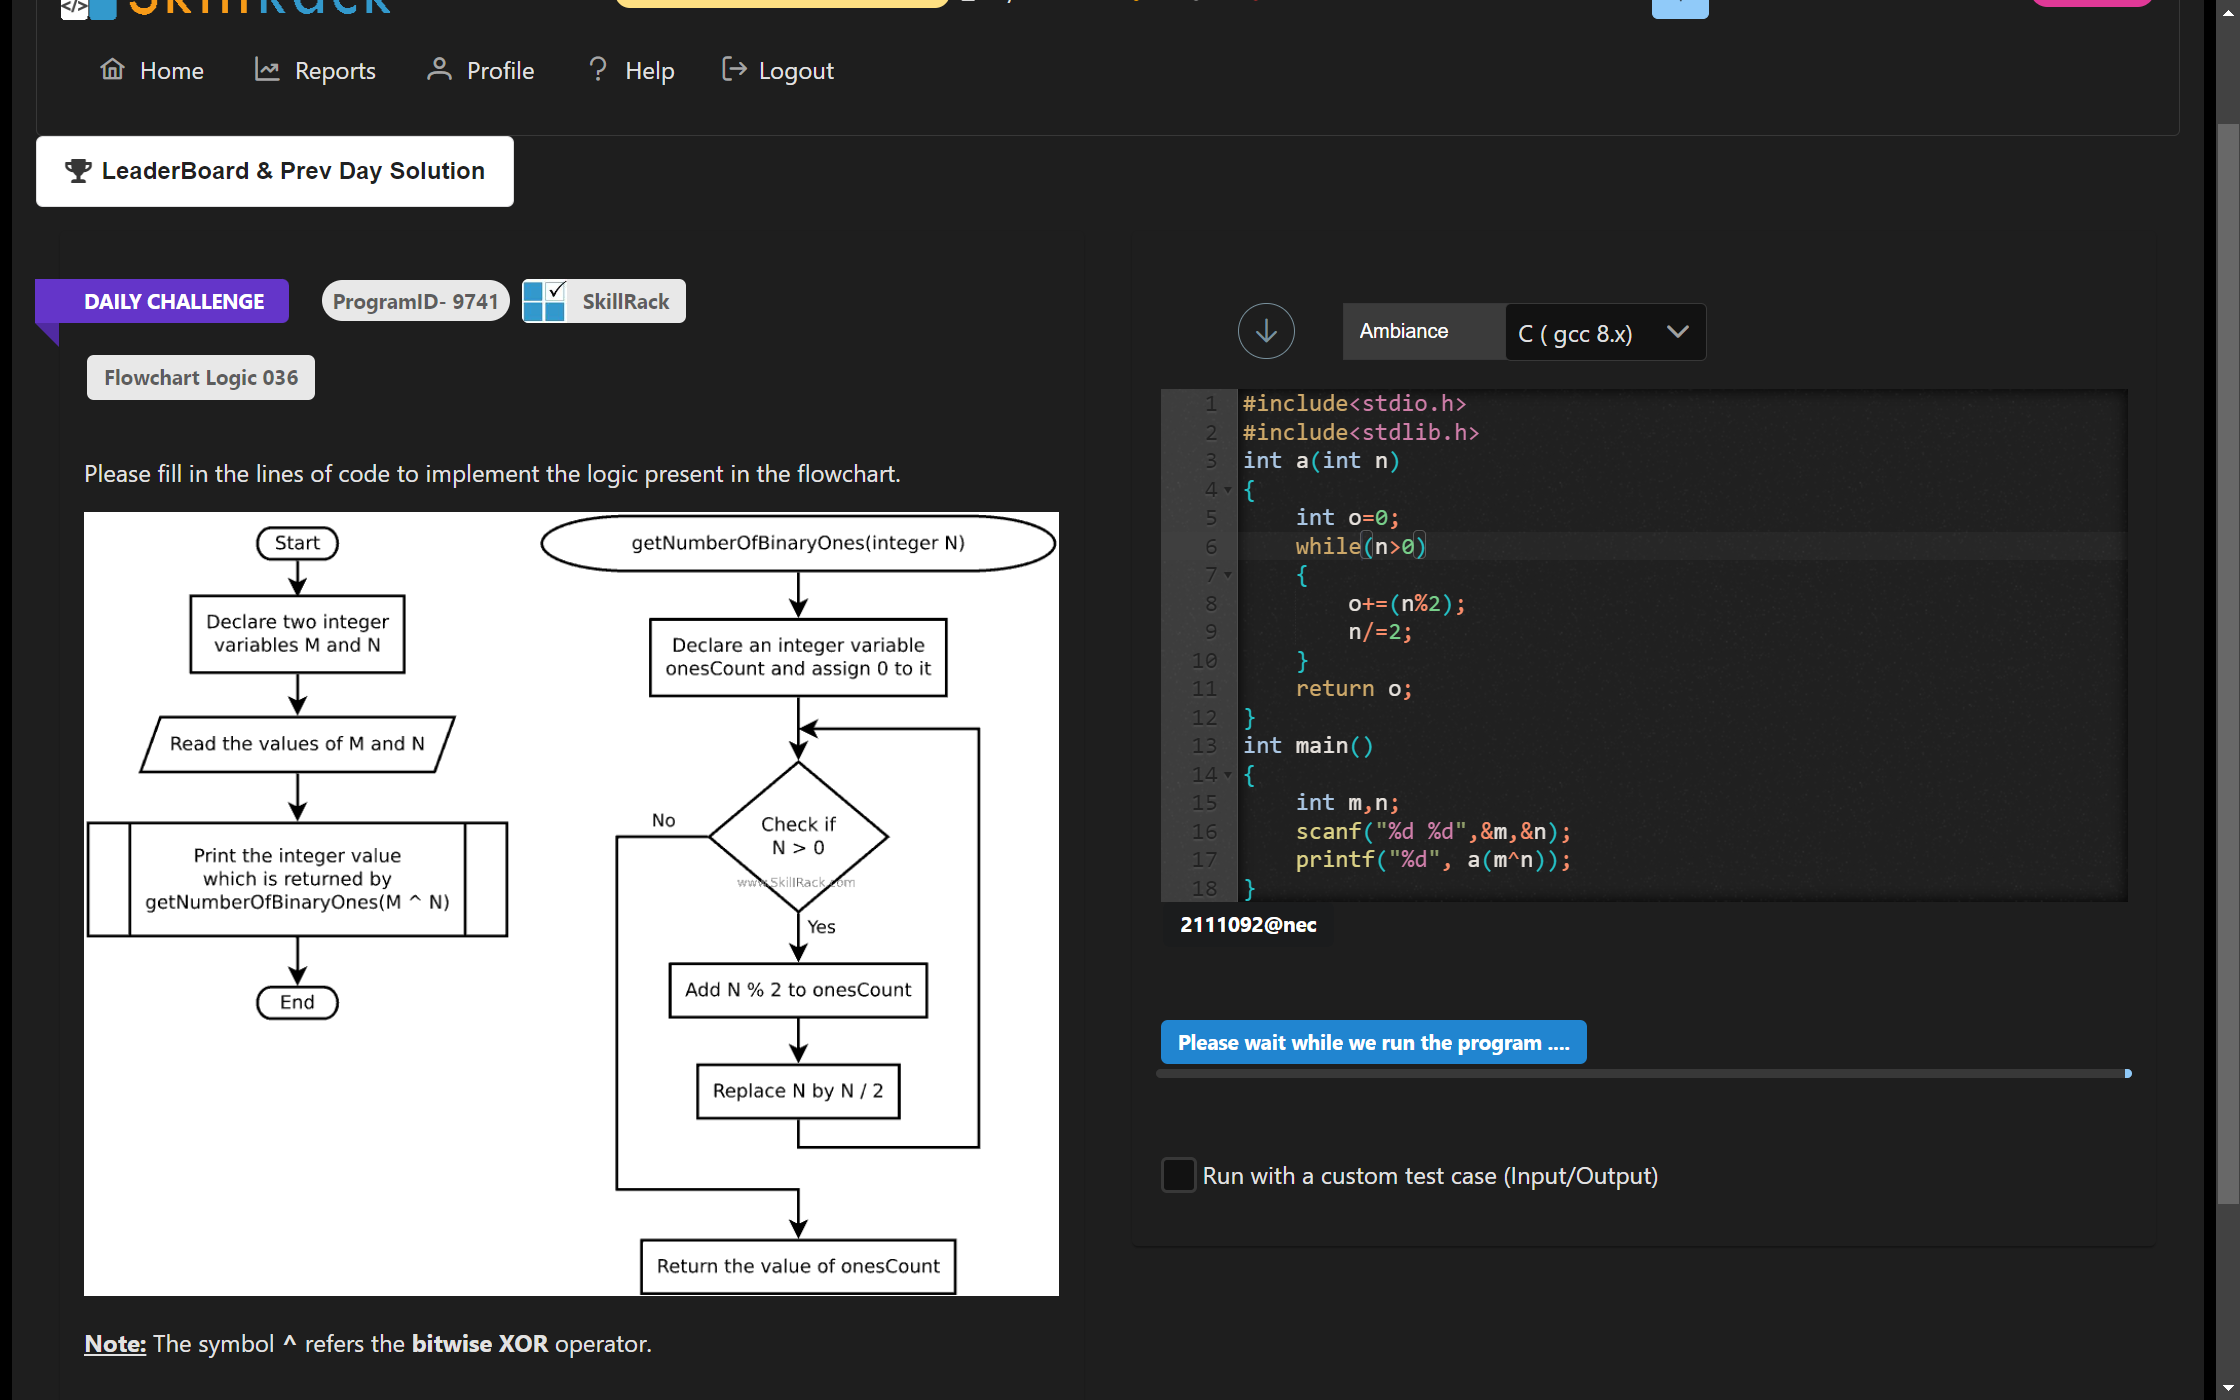 </> SkillRack
Home Reports Profile Help Logout
LeaderBoard & Prev Day Solution
DAILY CHALLENGE ProgramID- 9741 SkillRack
Flowchart Logic 036
Please fill in the lines of code to implement the logic present in the flowchart.
Start
Declare two integer
variables M and N
Read the values of M and N
Print the integer value
which is returned by
getNumberOfBinaryOnes(M ^ N)
End
getNumberOfBinaryOnes(integer N)
Declare an integer variable
onesCount and assign 0 to it
No
Check if
N > 0
www.SkillRack.com
Yes
Add N % 2 to onesCount
Replace N by N / 2
Return the value of onesCount
Note: The symbol ^ refers the bitwise XOR operator.
Ambiance C ( gcc 8.x)
1 #include<stdio.h>
2 #include<stdlib.h>
3 int a(int n)
4 {
5 int o=0;
6 while(n>0)
7 {
8 o+=(n%2);
9 n/=2;
10 }
11 return o;
12 }
13 int main()
14 {
15 int m,n;
16 scanf("%d %d",&m,&n);
17 printf("%d", a(m^n));
18 }
2111092@nec
Please wait while we run the program ....
Run with a custom test case (Input/Output)